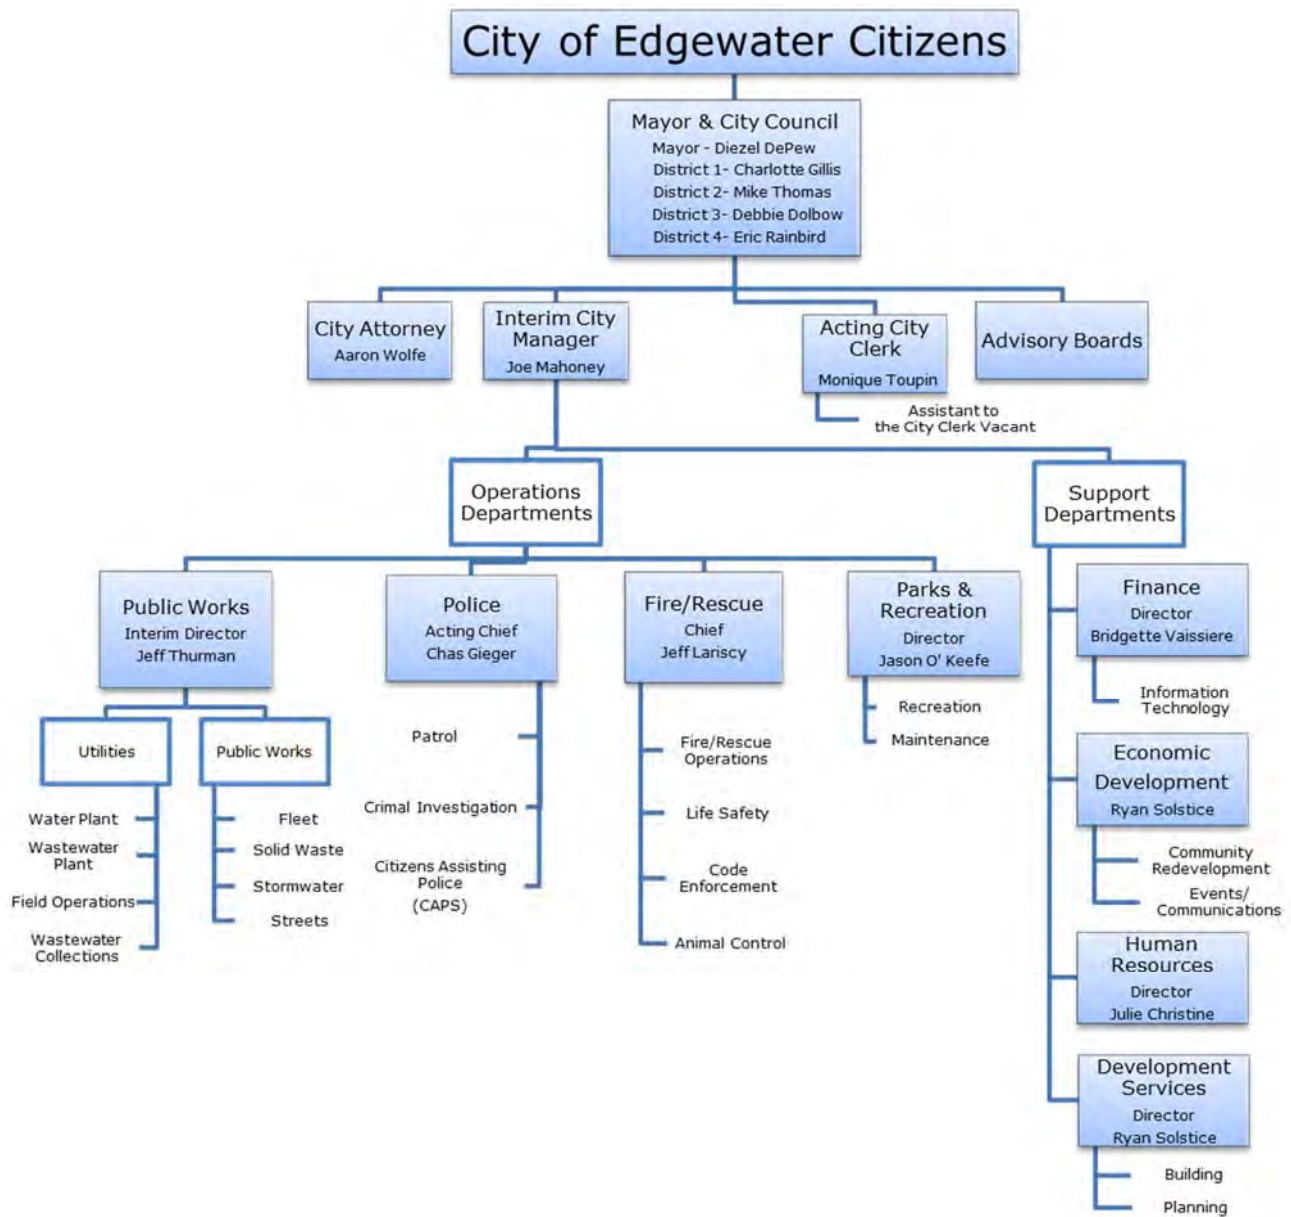 City of Edgewater Citizens
Mayor & City Council
Mayor - Diezel DePew
District 1- Charlotte Gillis
District 2- Mike Thomas
District 3- Debbie Dolbow
District 4- Eric Rainbird
City Attorney
Aaron Wolfe
Interim City
Manager
Joe Mahoney
Acting City
Clerk
Monique Toupin
Assistant to
the City Clerk Vacant
Advisory Boards
Operations
Departments
Support
Departments
Public Works
Interim Director
Jeff Thurman
Utilities
Water Plant
Wastewater
Plant
Field Operations
Wastewater
Collections
Public Works
Fleet
Solid Waste
Stormwater
Streets
Police
Acting Chief
Chas Gieger
Patrol
Crimal Investigation
Citizens Assisting
Police
(CAPS)
Fire/Rescue
Chief
Jeff Lariscy
Fire/Rescue
Operations
Life Safety
Code
Enforcement
Animal Control
Parks &
Recreation
Director
Jason O' Keefe
Recreation
Maintenance
Finance
Director
Bridgette Vaissiere
Information
Technology
Economic
Development
Ryan Solstice
Community
Redevelopment
Events/
Communications
Human
Resources
Director
Julie Christine
Development
Services
Director
Ryan Solstice
Building
Planning